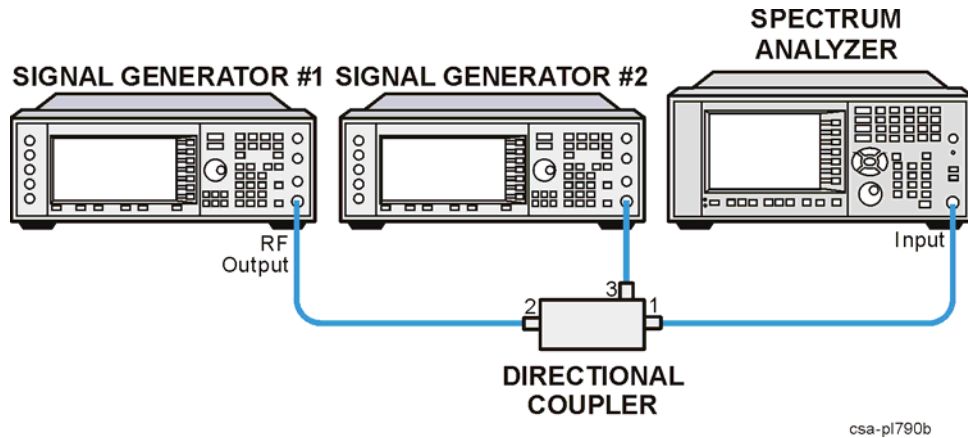 SPECTRUM
ANALYZER
SIGNAL GENERATOR #1
SIGNAL GENERATOR #2
RF
Output
Input
3
2
1
DIRECTIONAL
COUPLER
csa-pl790b